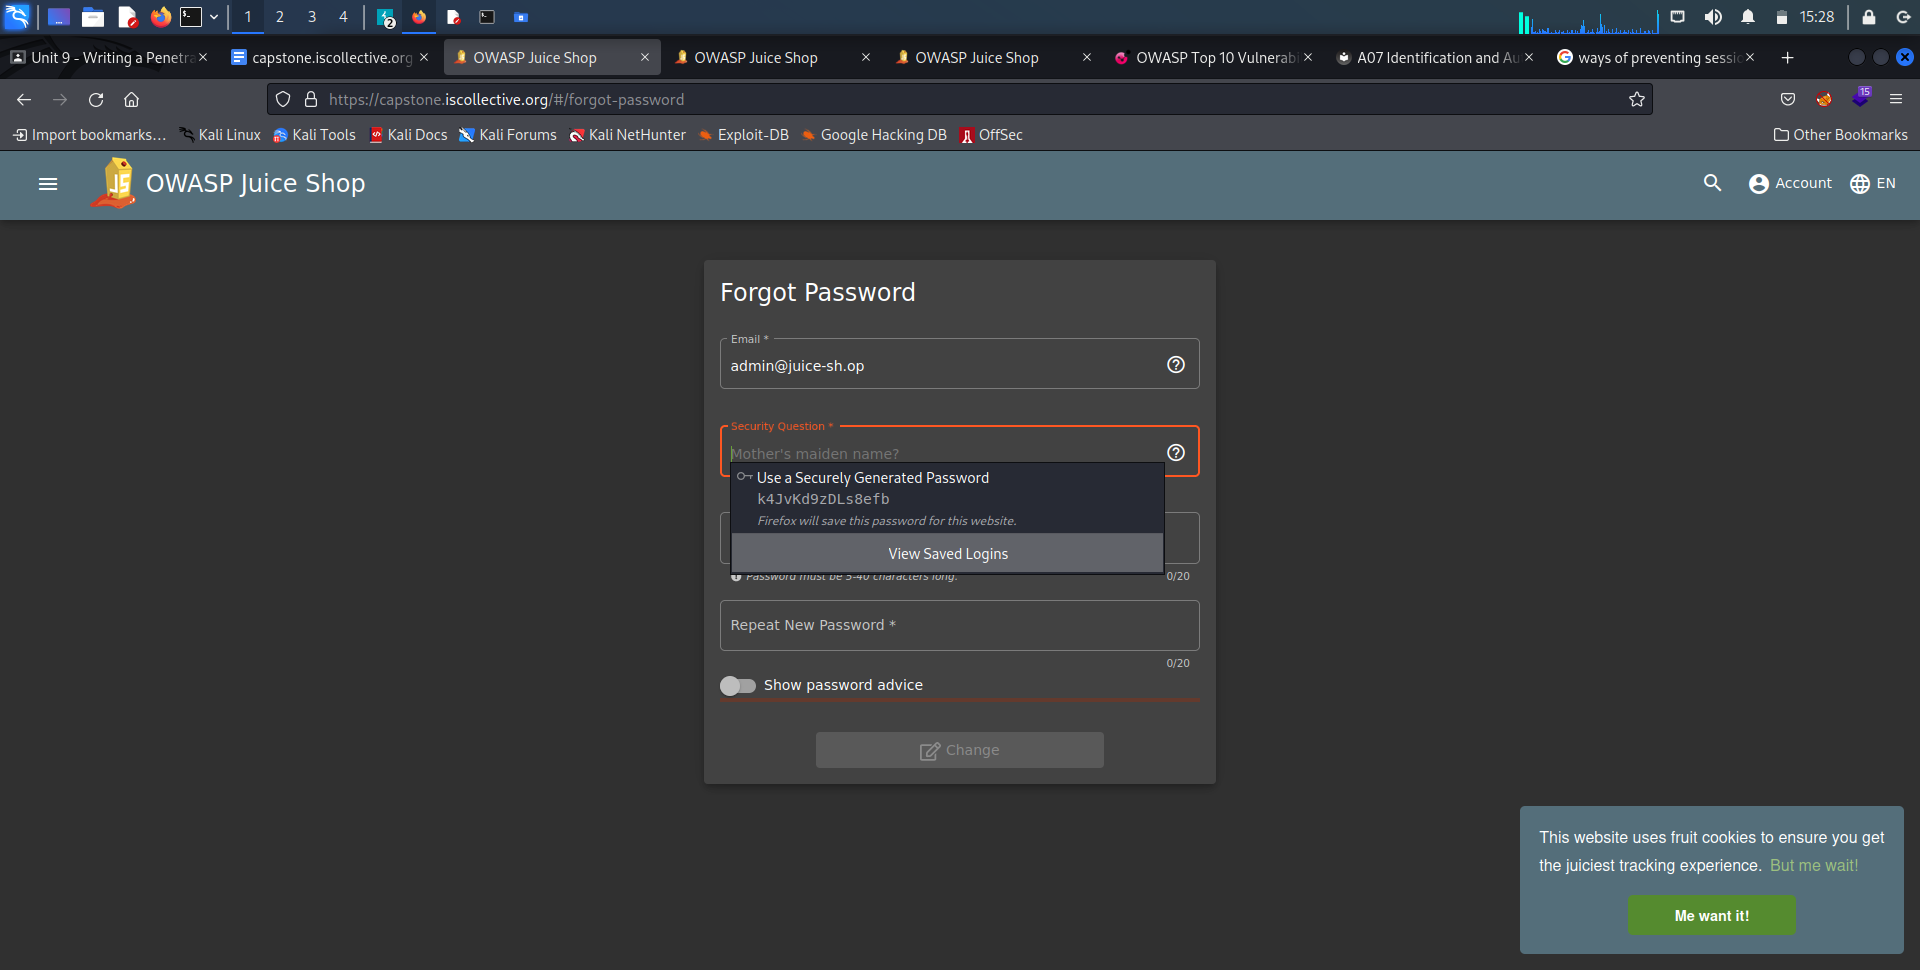 1 2 3 4 2 15:28
Unit 9 - Writing a Penetra
capstone.iscollective.org
OWASP Juice Shop
OWASP Juice Shop
OWASP Juice Shop
OWASP Top 10 Vulnerabi
A07 Identification and Au
ways of preventing sessio
https://capstone.iscollective.org/#/forgot-password
15
Import bookmarks...
Kali Linux
Kali Tools
Kali Docs
Kali Forums
Kali NetHunter
Exploit-DB
Google Hacking DB
OffSec
Other Bookmarks
OWASP Juice Shop
Account
EN
Forgot Password
Email *
admin@juice-sh.op
Security Question *
Mother's maiden name?
Use a Securely Generated Password
k4JvKd9zDLs8efb
Firefox will save this password for this website.
View Saved Logins
Password must be 5-40 characters long.
0/20
Repeat New Password *
0/20
Show password advice
Change
This website uses fruit cookies to ensure you get
the juiciest tracking experience. But me wait!
Me want it!